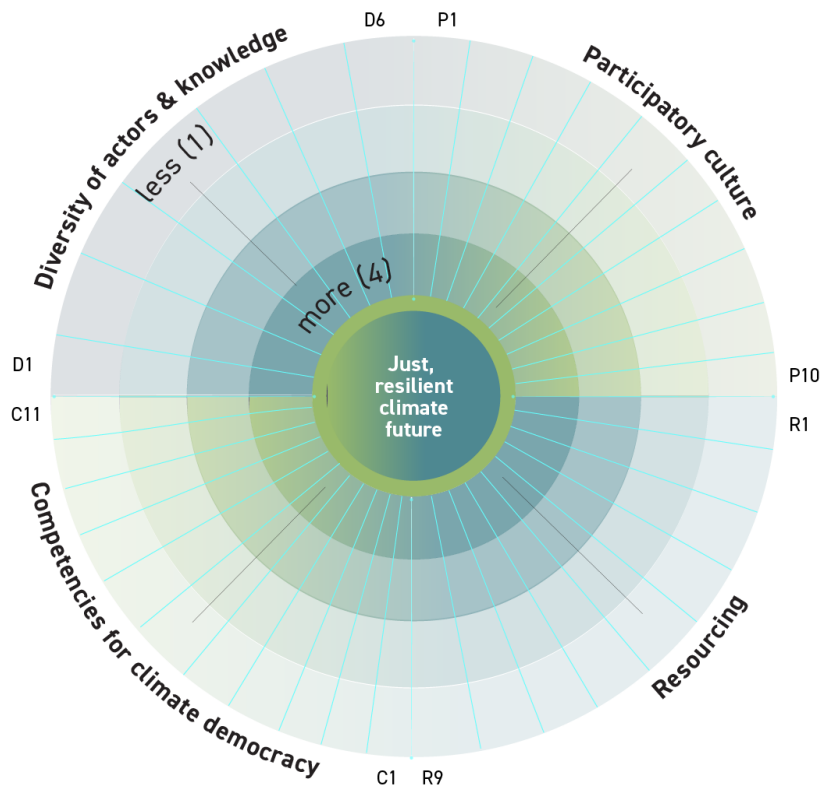 D6
P1
Diversity of actors & knowledge
Participatory culture
less (1)
more (4)
Just,
resilient
climate
future
D1
P10
C11
R1
Competencies for climate democracy
Resourcing
C1
R9